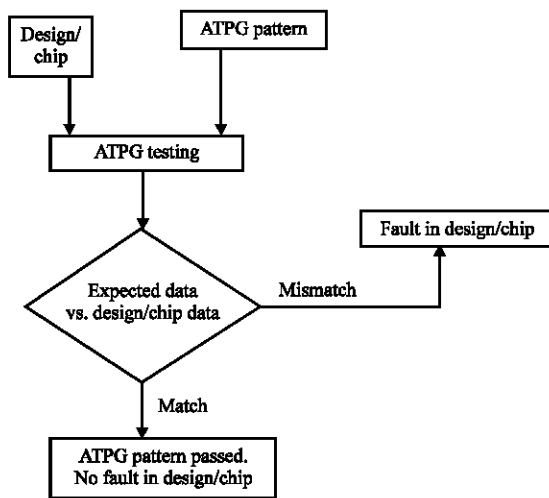 Design/
chip
ATPG pattern
ATPG testing
Fault in design/chip
Expected data
vs. design/chip data
Mismatch
Match
ATPG pattern passed.
No fault in design/chip